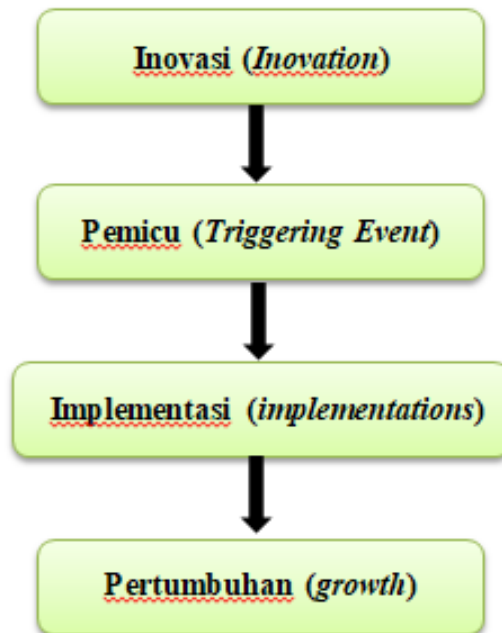 Inovasi (Inovation)
Pemicu (Triggering Event)
Implementasi (implementations)
Pertumbuhan (growth)